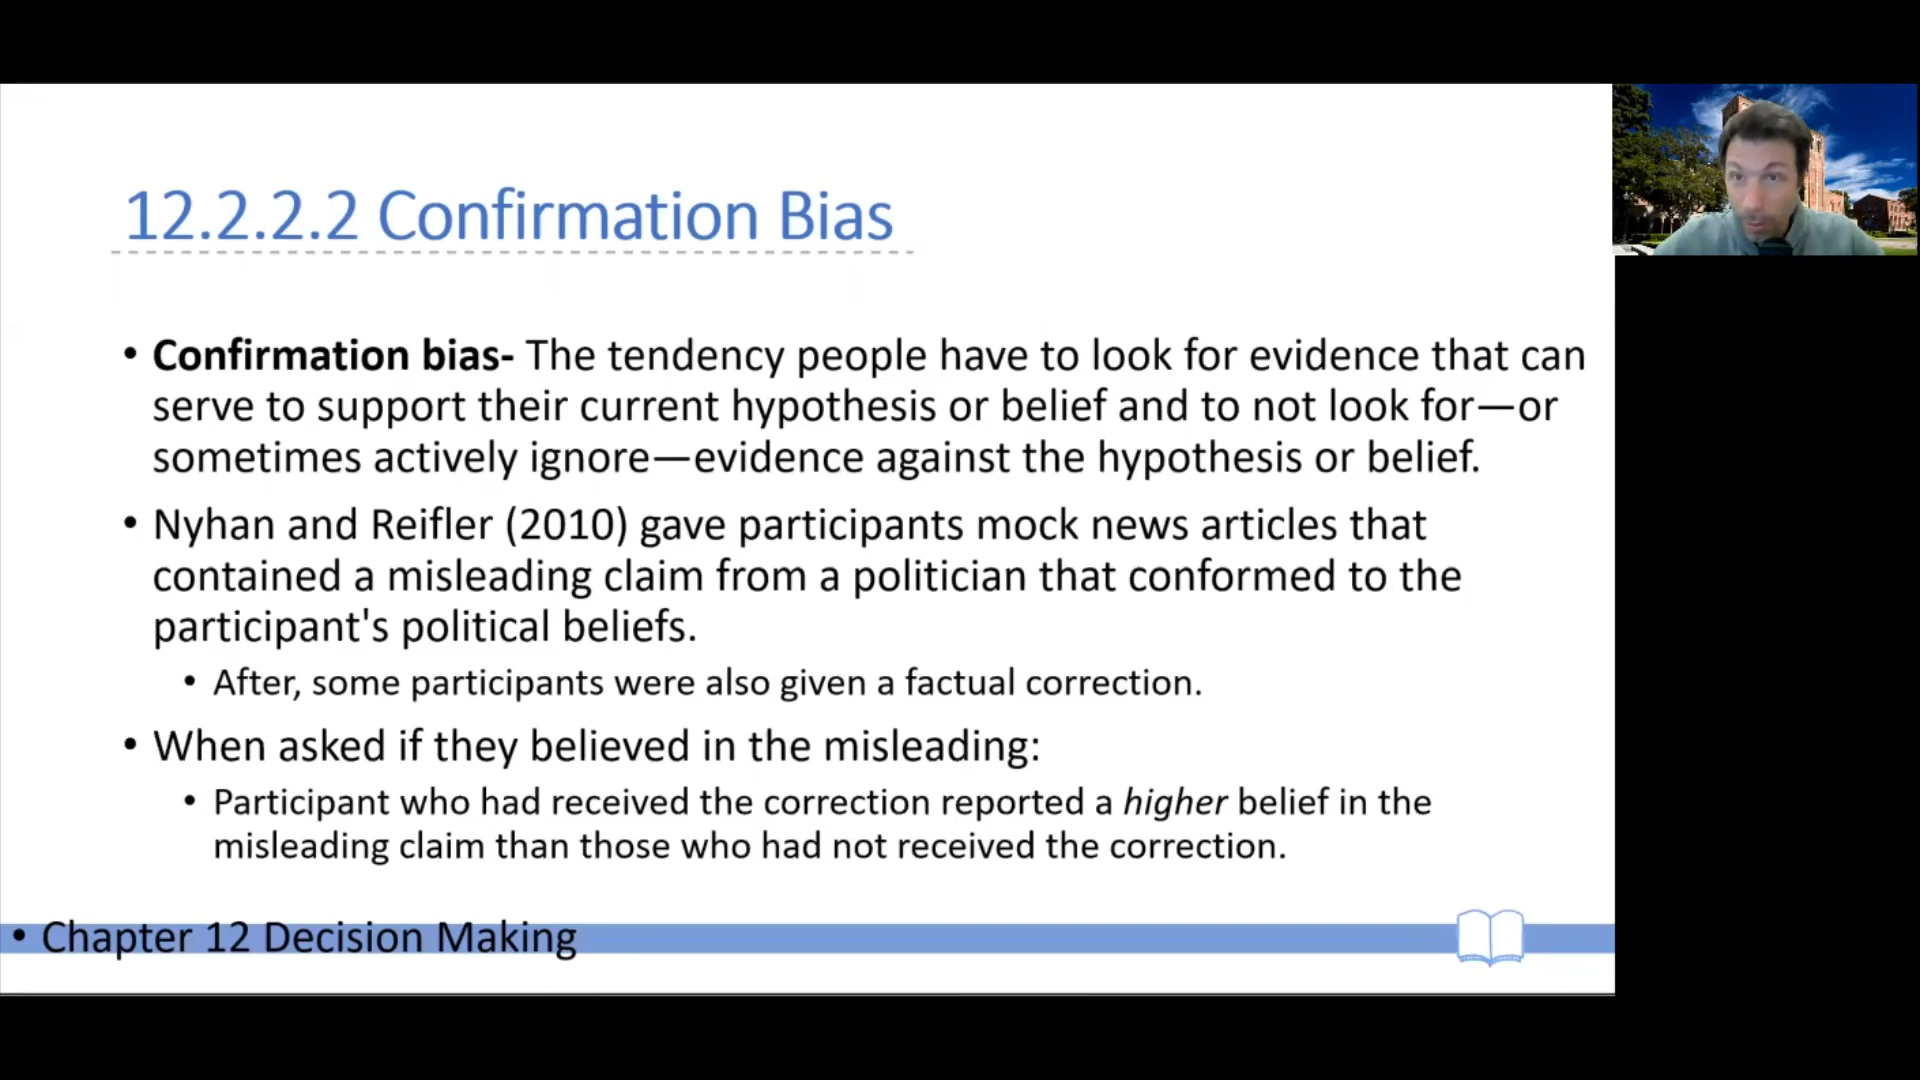 12.2.2.2 Confirmation Bias
• Confirmation bias- The tendency people have to look for evidence that can
serve to support their current hypothesis or belief and to not look for—or
sometimes actively ignore—evidence against the hypothesis or belief.
• Nyhan and Reifler (2010) gave participants mock news articles that
contained a misleading claim from a politician that conformed to the
participant's political beliefs.
• After, some participants were also given a factual correction.
• When asked if they believed in the misleading:
• Participant who had received the correction reported a higher belief in the
misleading claim than those who had not received the correction.
• Chapter 12 Decision Making